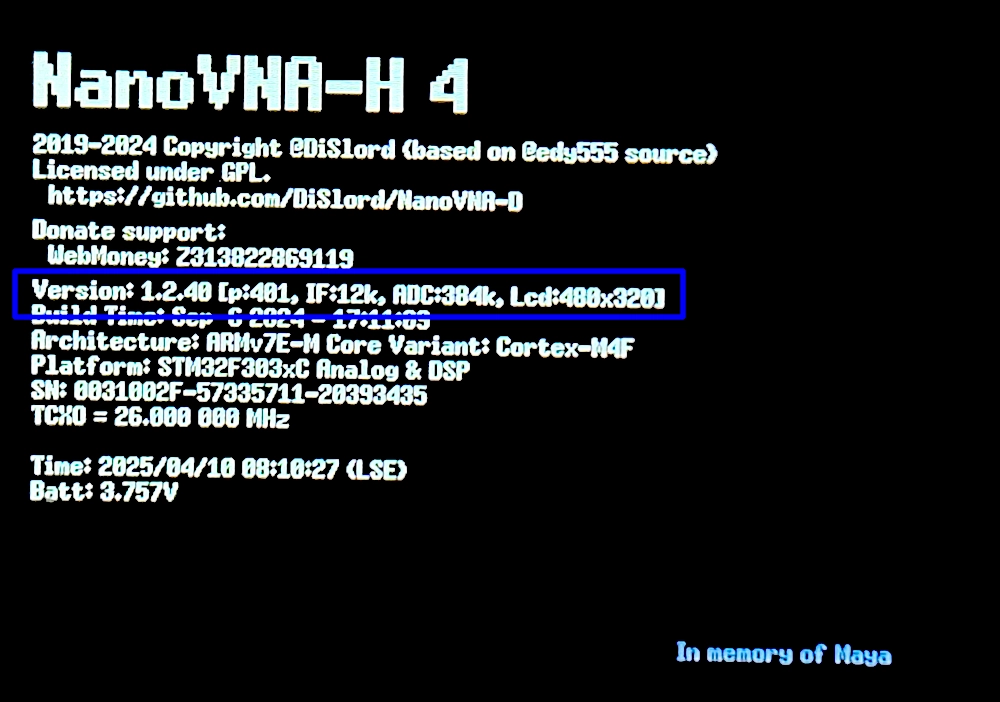 NanoVNA-H 4
2019-2024 Copyright @DiSlord (based on @edy555 source)
Licensed under GPL.
https://github.com/DiSlord/NanoVNA-D
Donate support:
WebMoney: Z313822869119
Version: 1.2.40 [p:401, IF:12k, ADC:384k, Lcd:480x320]
Build Time: Sep 6 2024 - 17:11:09
Architecture: ARMv7E-M Core Variant: Cortex-M4F
Platform: STM32F303xC Analog & DSP
SN: 0031002F-57335711-20393435
TCXO = 26.000 000 MHz
Time: 2025/04/10 08:10:27 (LSE)
Batt: 3.757V
In memory of Maya